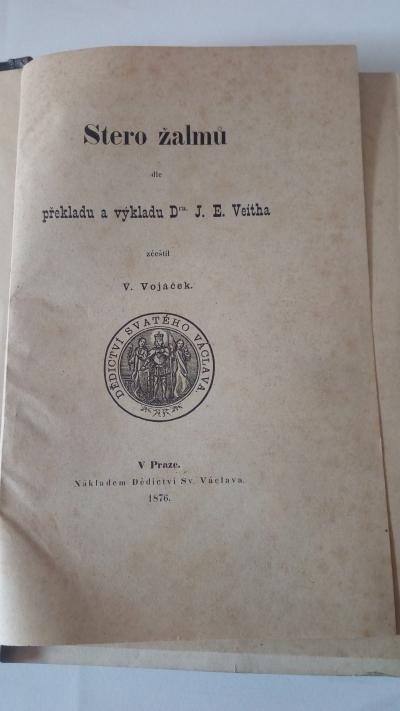 Stero žalmů
dle
překladu a výkladu Dra. J. E. Veitha
zčeštil
V. Vojáček.
DĚDICTVÍ SVATÉHO VÁCLAVA
V Praze.
Nákladem Dědictví Sv. Václava.
1876.